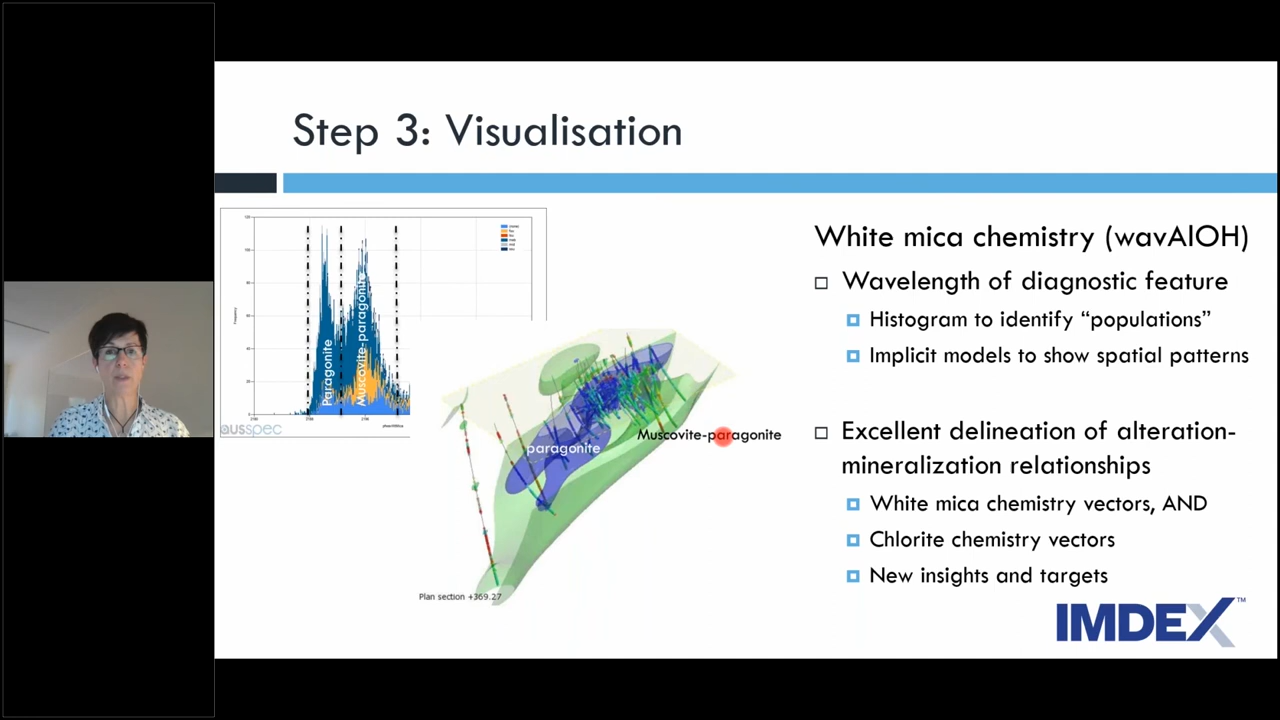 Step 3: Visualisation
Paragonite
Muscovite-paragonite
ausspec
paragonite
Muscovite-paragonite
Plan section +369.27
White mica chemistry (wavAlOH)
Wavelength of diagnostic feature
Histogram to identify “populations”
Implicit models to show spatial patterns
Excellent delineation of alteration-
mineralization relationships
White mica chemistry vectors, AND
Chlorite chemistry vectors
New insights and targets
IMDEX™